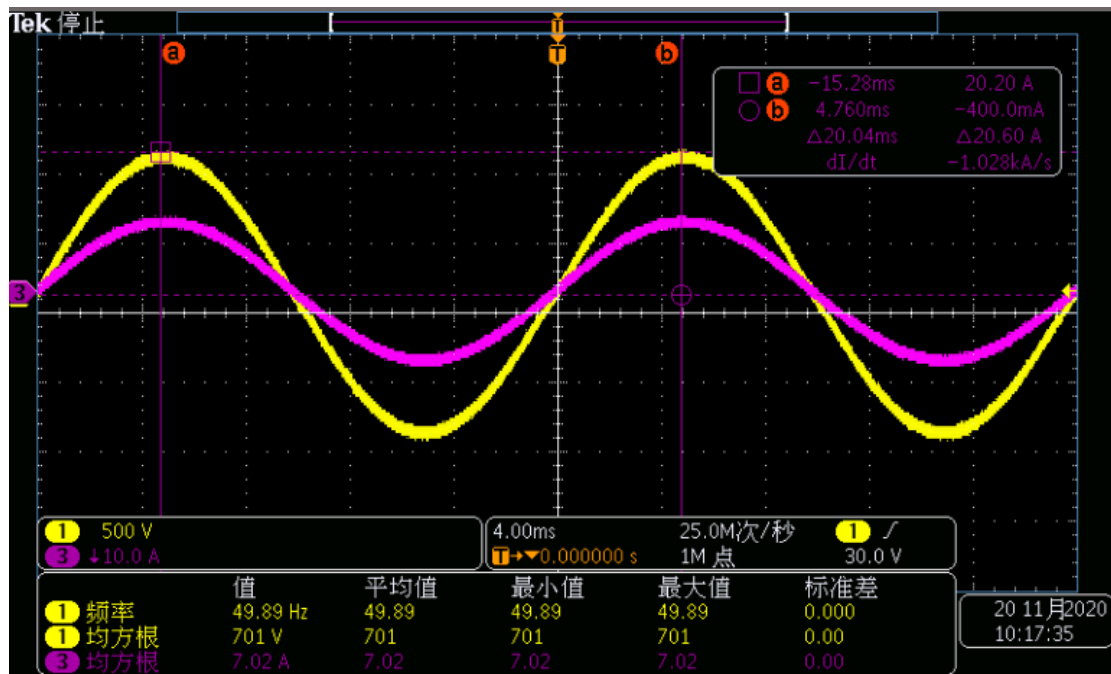 Tek 停止
T
a T b
a −15.28ms 20.20 A
b 4.760ms −400.0mA
△20.04ms △20.60 A
dI/dt −1.028kA/s
3
1 500 V 4.00ms 25.0M次/秒 1 ∫
3 ↓10.0 A T→▼0.000000 s 1M 点 30.0 V
值 平均值 最小值 最大值 标准差
1 频率 49.89 Hz 49.89 49.89 49.89 0.000
1 均方根 701 V 701 701 701 0.00
3 均方根 7.02 A 7.02 7.02 7.02 0.00
20 11月2020
10:17:35